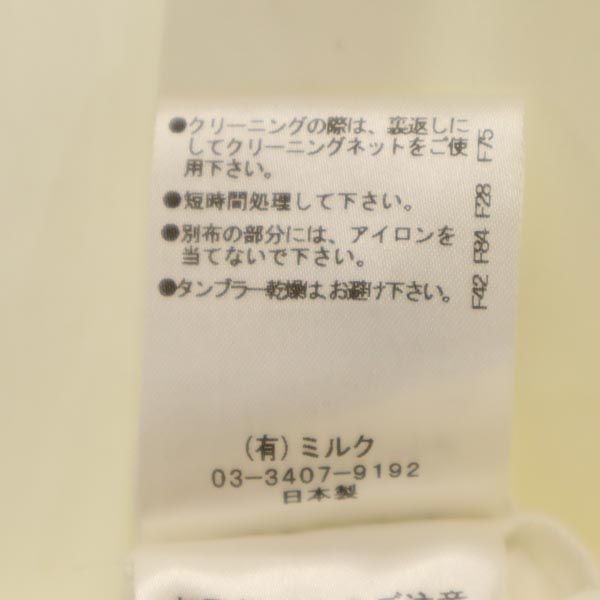 ●クリーニングの際は、裏返しに
してクリーニングネットをご使
用下さい。
●短時間処理して下さい。
●別布の部分には、アイロンを
当てないで下さい。
●タンブラー乾燥は、お避け下さい。
F42 F84 F28 F75
(有)ミルク
03-3407-9192
日本製
ご注意